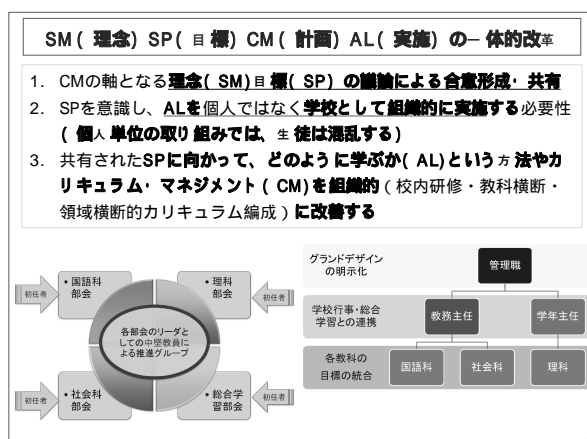 SM(理念)SP(目標)CM(計画)AL(実施)の一体的改革
1. CMの軸となる理念(SM)目標(SP)の議論による合意形成・共有
2. SPを意識し、ALを個人ではなく学校として組織的に実施する必要性
(個人単位の取り組みでは、生徒は混乱する)
3. 共有されたSPに向かって、どのように学ぶか(AL)という方法やカ
リキュラム・マネジメント(CM)を組織的(校内研修・教科横断・
領域横断的カリキュラム編成)に改善する
初任者
・国語科
部会
・理科
部会
初任者
各部会のリーダと
しての中堅教員に
よる推進グループ
初任者
・社会科
部会
・総合学
習部会
初任者
グランドデザイン
の明示化
管理職
学校行事・総合
学習との連携
教務主任
学年主任
各教科の
目標の統合
国語科
社会科
理科